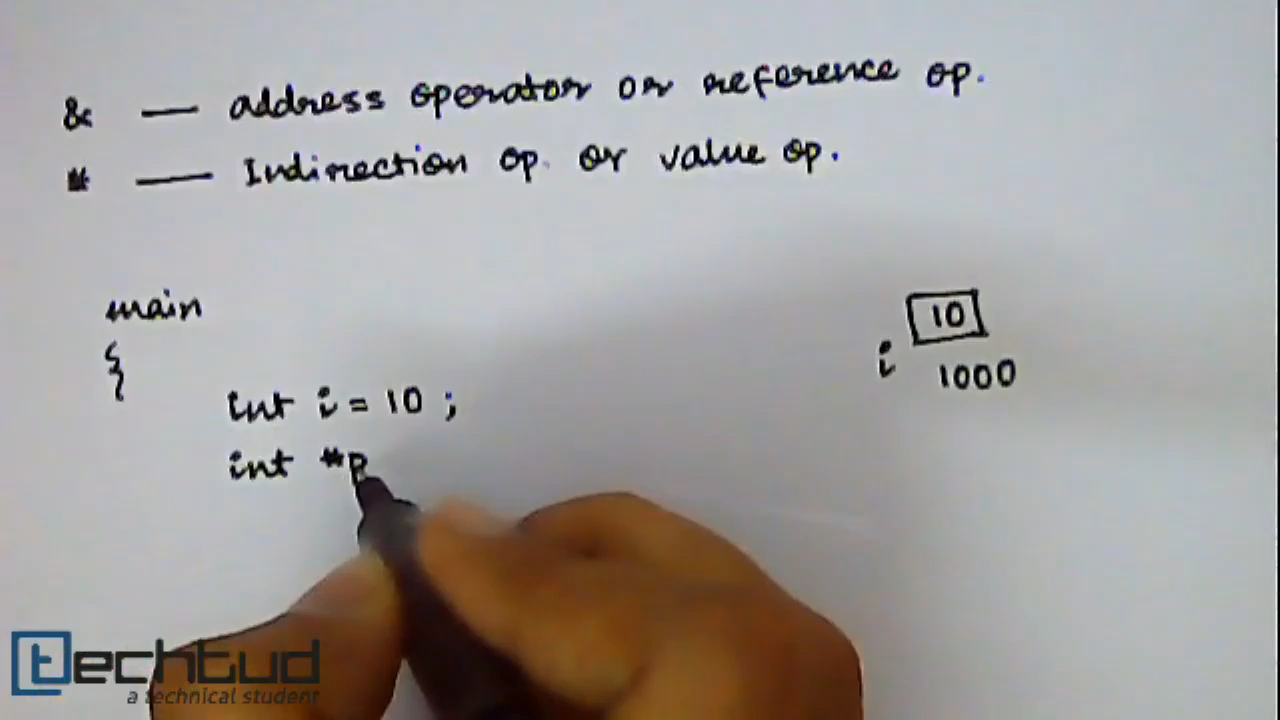 & — address operator or reference op.
* — Indirection op. or value op.
main
{
int i = 10 ;
int *p
10
i
1000
techtud
a technical student